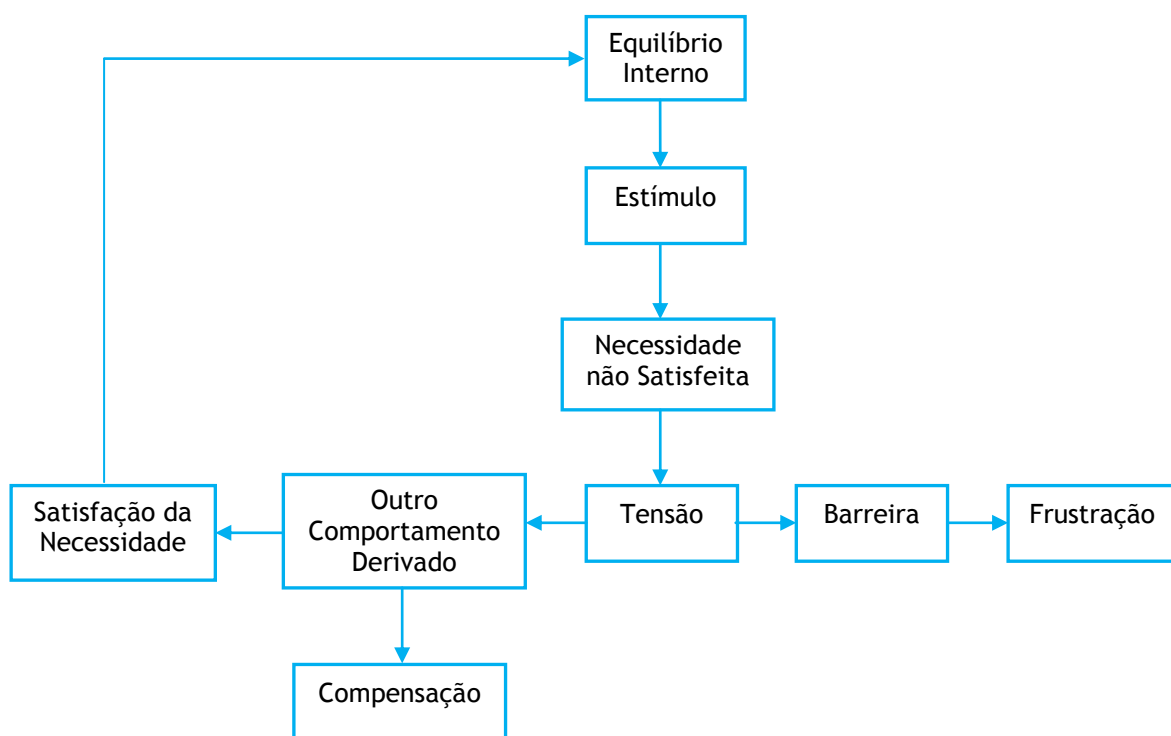 Equilíbrio
Interno
Estímulo
Necessidade
não Satisfeita
Satisfação da
Necessidade
Outro
Comportamento
Derivado
Tensão
Barreira
Frustração
Compensação